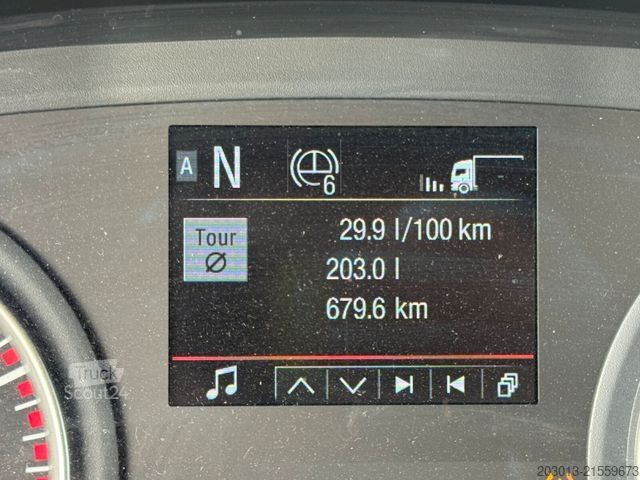 A N 6
Tour
Ø
29.9 l/100 km
203.0 l
679.6 km
Truck
Scout24
203013-21559673